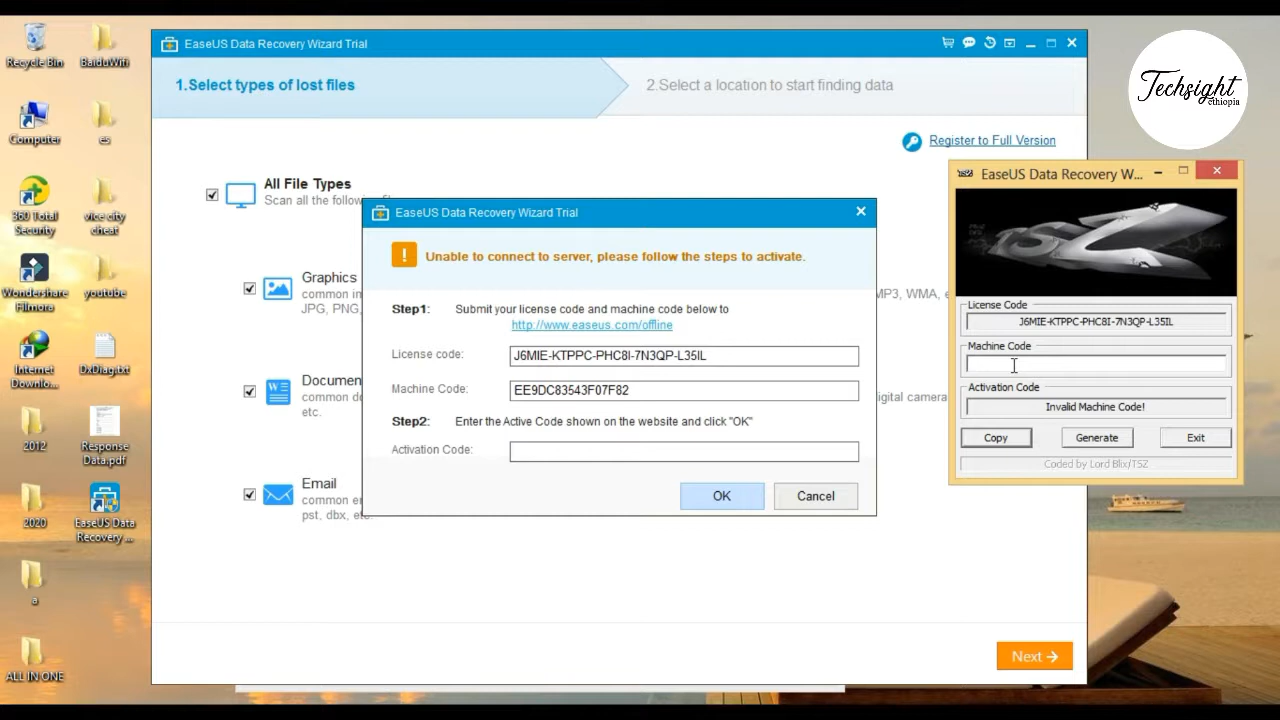 Recycle Bin
BaiduWifi
Computer
es
360 Total
Security
vice city
cheat
Wondershare
Filmora
youtube
Internet
Downlo...
DxDiag.txt
2012
Response
Data.pdf
2020
EaseUS Data
Recovery ...
a
ALL IN ONE
EaseUS Data Recovery Wizard Trial
1.Select types of lost files
2.Select a location to start finding data
Register to Full Version
All File Types
Scan all the follow
Graphics
common im
JPG, PNG,
MP3, WMA, e
Documen
common do
etc.
igital camera
Email
common em
pst, dbx, etc.
Next
EaseUS Data Recovery Wizard Trial
! Unable to connect to server, please follow the steps to activate.
Step1: Submit your license code and machine code below to
http://www.easeus.com/offline
License code: J6MIE-KTPPC-PHC8I-7N3QP-L35IL
Machine Code: EE9DC83543F07F82
Step2: Enter the Active Code shown on the website and click "OK"
Activation Code:
OK Cancel
Techsight
ethiopia
TSZ EaseUS Data Recovery W...
TSZ
License Code
J6MIE-KTPPC-PHC8I-7N3QP-L35IL
Machine Code
Activation Code
Invalid Machine Code!
Copy Generate Exit
Coded by Lord Blix/TSZ